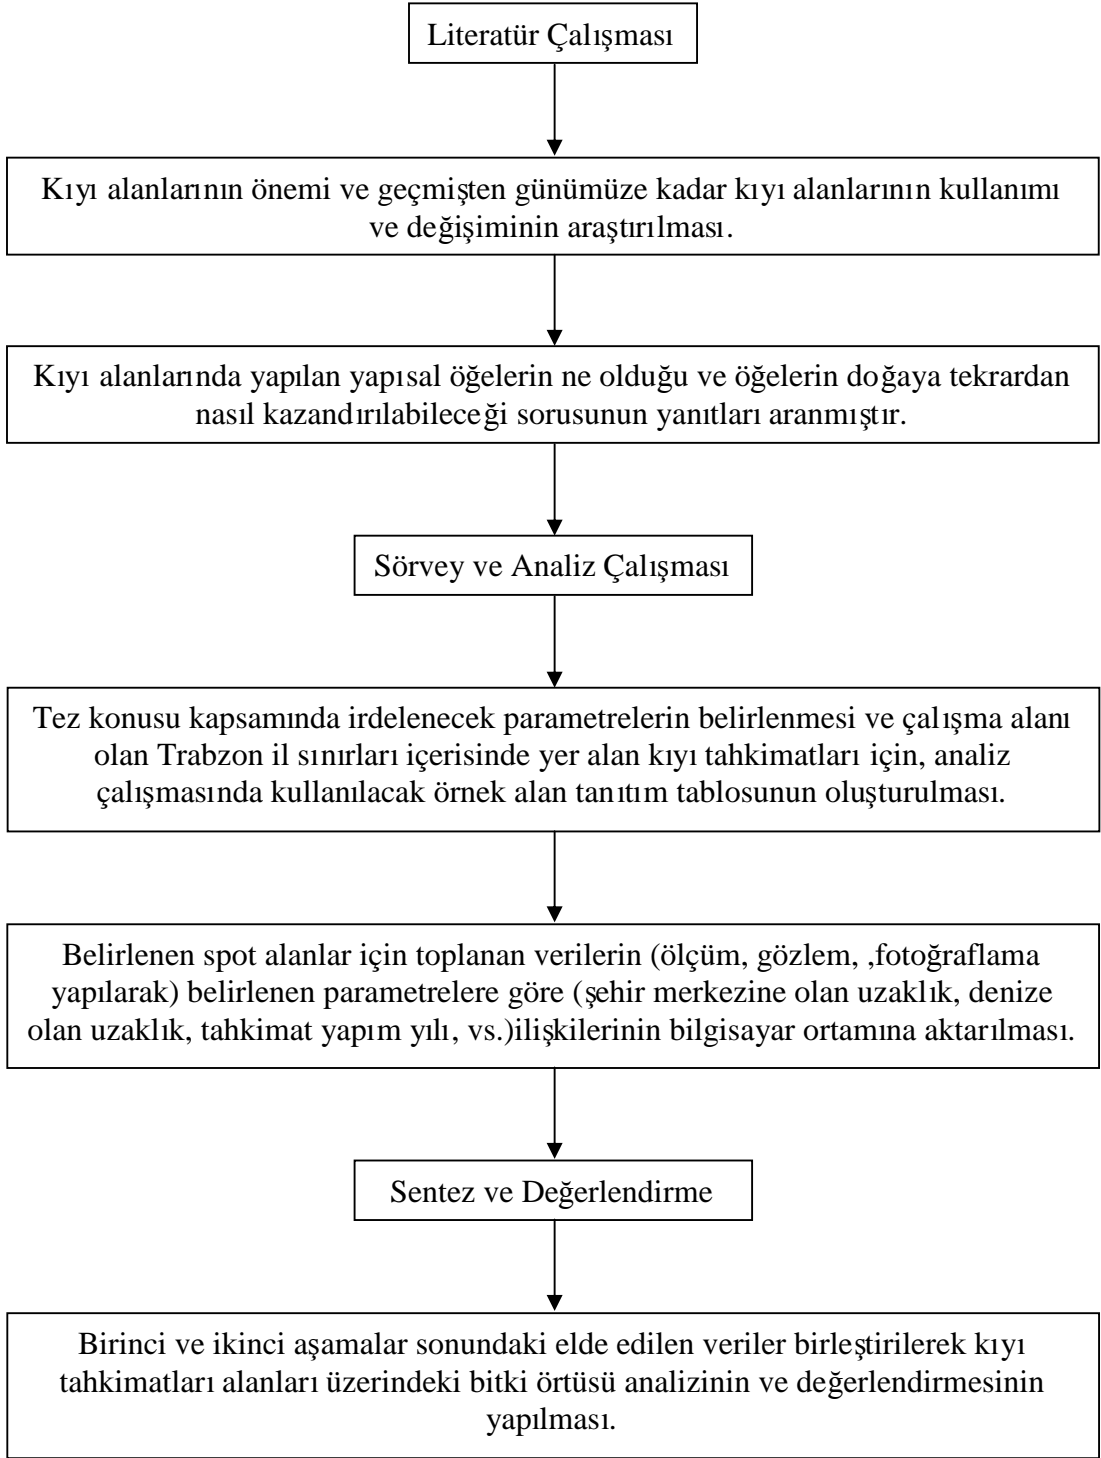 Literatür Çalışması
Kıyı alanlarının önemi ve geçmişten günümüze kadar kıyı alanlarının kullanımı
ve değişiminin araştırılması.
Kıyı alanlarında yapılan yapısal öğelerin ne olduğu ve öğelerin doğaya tekrardan
nasıl kazandırılabileceği sorusunun yanıtları aranmıştır.
Sörvey ve Analiz Çalışması
Tez konusu kapsamında irdelenecek parametrelerin belirlenmesi ve çalışma alanı
olan Trabzon il sınırları içerisinde yer alan kıyı tahkimatları için, analiz
çalışmasında kullanılacak örnek alan tanıtım tablosunun oluşturulması.
Belirlenen spot alanlar için toplanan verilerin (ölçüm, gözlem, ,fotoğraflama
yapılarak) belirlenen parametrelere göre (şehir merkezine olan uzaklık, denize
olan uzaklık, tahkimat yapım yılı, vs.)ilişkilerinin bilgisayar ortamına aktarılması.
Sentez ve Değerlendirme
Birinci ve ikinci aşamalar sonundaki elde edilen veriler birleştirilerek kıyı
tahkimatları alanları üzerindeki bitki örtüsü analizinin ve değerlendirmesinin
yapılması.